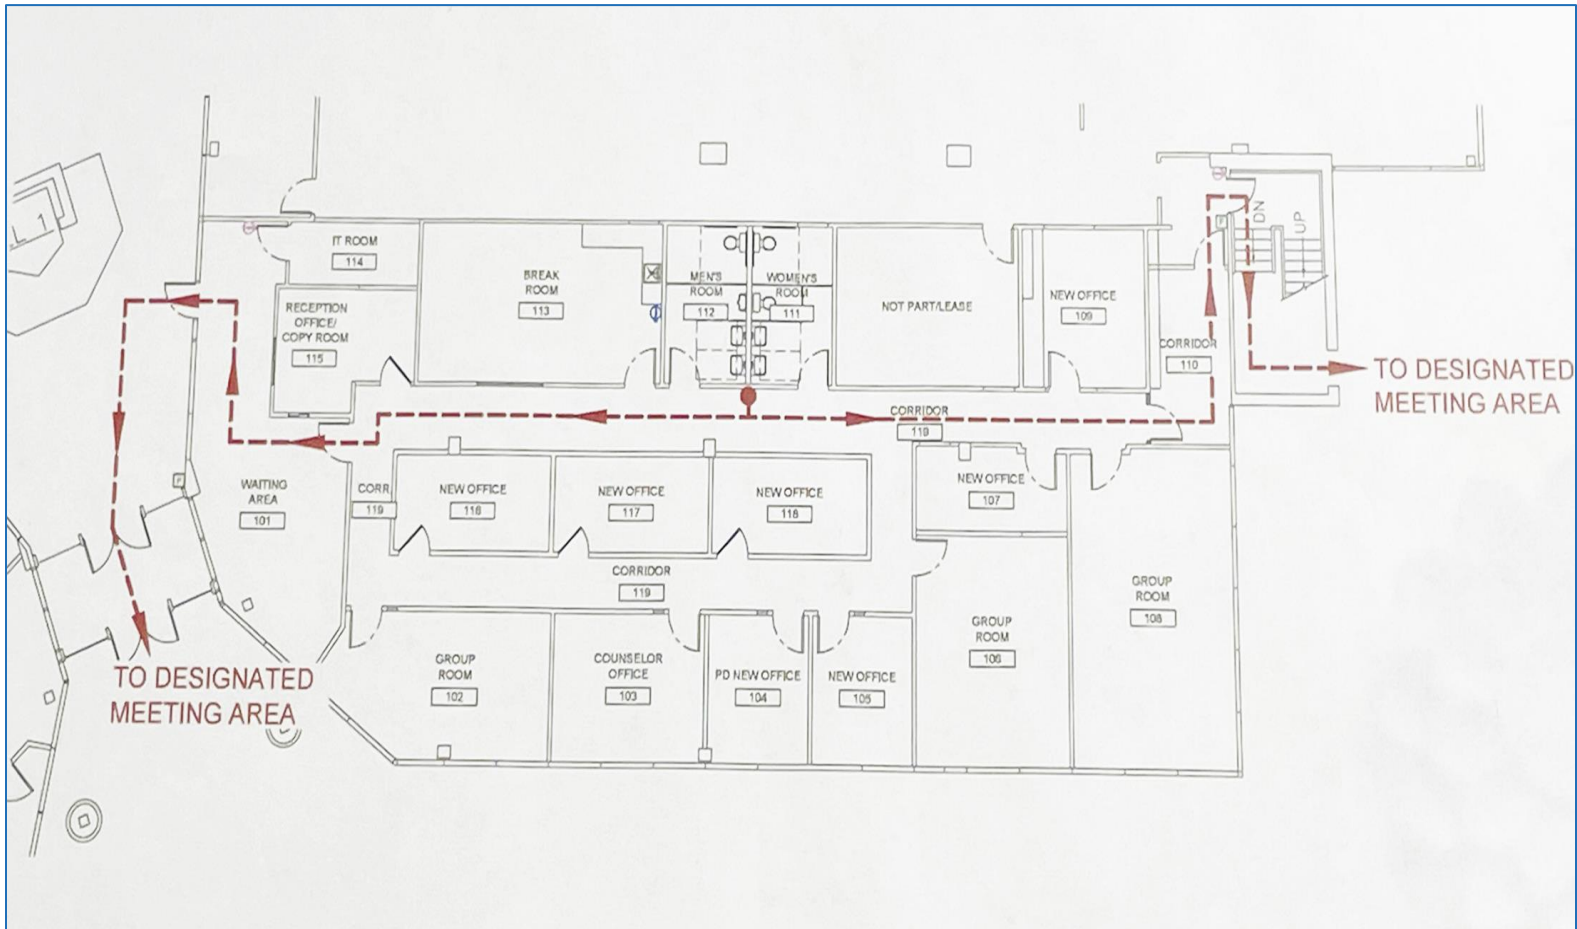 L 1
IT ROOM
114
BREAK
ROOM
113
MEN'S
ROOM
112
WOMEN'S
ROOM
111
NOT PART/LEASE
NEW OFFICE
109
DN
UP
RECEPTION
OFFICE/
COPY ROOM
115
CORRIDOR
110
TO DESIGNATED
MEETING AREA
CORRIDOR
119
WAITING
AREA
101
CORR.
119
NEW OFFICE
116
NEW OFFICE
117
NEW OFFICE
118
NEW OFFICE
107
CORRIDOR
119
GROUP
ROOM
108
GROUP
ROOM
106
GROUP
ROOM
102
COUNSELOR
OFFICE
103
PD NEW OFFICE
104
NEW OFFICE
105
TO DESIGNATED
MEETING AREA